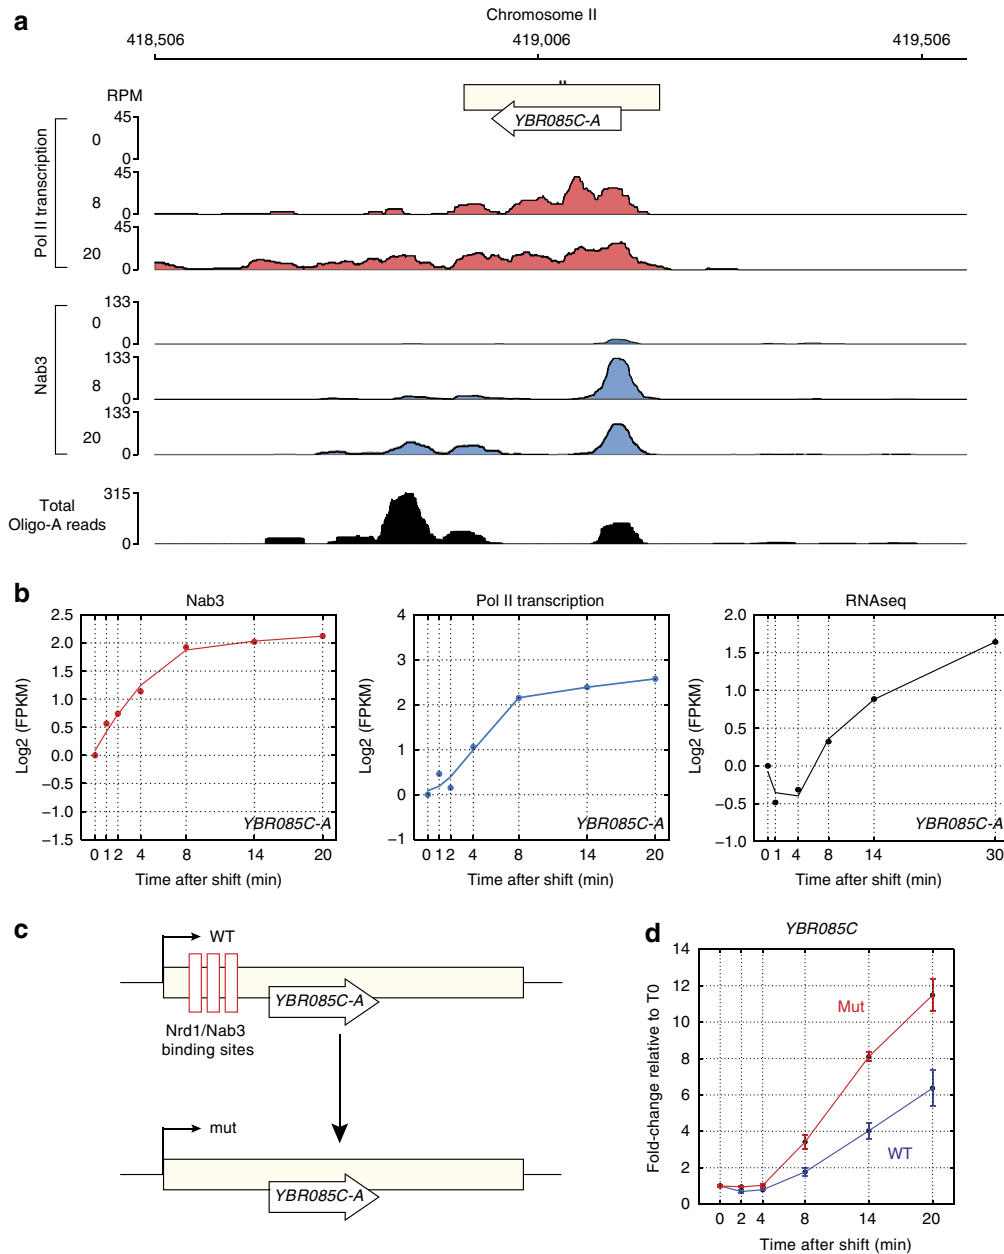 a
Chromosome II
418,506 419,006 419,506
RPM
YBR085C-A
Pol II transcription
45
0
0
45
8
0
45
20
0
Nab3
133
0
0
133
8
0
133
20
0
Total
Oligo-A reads
315
0
b
Nab3
2.5
2.0
1.5
1.0
0.5
0.0
−0.5
−1.0
−1.5
Log2 (FPKM)
YBR085C-A
0 1 2 4 8 14 20
Time after shift (min)
Pol II transcription
4
3
2
1
0
−1
Log2 (FPKM)
YBR085C-A
0 1 2 4 8 14 20
Time after shift (min)
RNAseq
2.0
1.5
1.0
0.5
0.0
−0.5
−1.0
Log2 (FPKM)
YBR085C-A
0 1 4 8 14 30
Time after shift (min)
c
WT
YBR085C-A
Nrd1/Nab3
binding sites
mut
YBR085C-A
d
YBR085C
14
12
10
8
6
4
2
0
Fold-change relative to T0
Mut
WT
0 2 4 8 14 20
Time after shift (min)